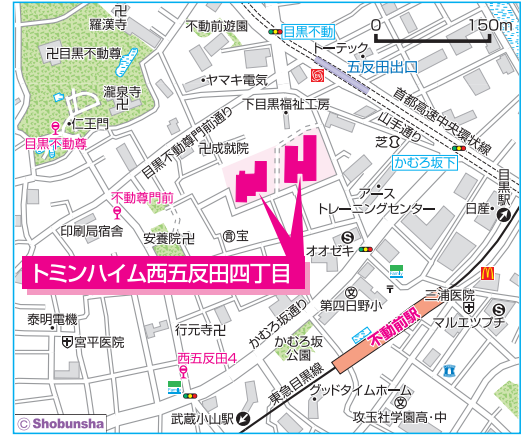 羅漢寺
不動前遊園
目黒不動
0
150m
トーテック
卍目黒不動尊
五反田出口
ヤマキ電気
瀧泉寺
卍
首都高速中央環状線
下目黒福祉工房
仁王門
山手通り
目黒不動尊門前通り
目黒不動尊
卍成就院
芝
かむろ坂下
目黒駅
アース
トレーニングセンター
不動尊門前
日産
印刷局宿舎
安養院卍
宝
オオゼキ
トミンハイム西五反田四丁目
第四日野小
三浦医院
マルエツプチ
泰明電機
行元寺卍
かむろ坂通り
不動前駅
宮平医院
かむろ坂
公園
西五反田4
東急目黒線
グッドタイムホーム
武蔵小山駅
攻玉社学園高・中
© Shobunsha